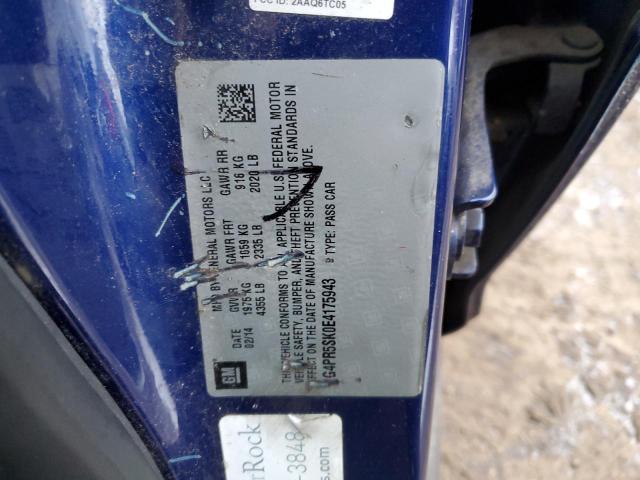 FCC ID: 2AAQ6TC05
MFD BY GENERAL MOTORS LLC
DATE GVWR GAWR FRT GAWR RR
02/14 1975 KG 1059 KG 916 KG
4355 LB 2335 LB 2020 LB
THIS VEHICLE CONFORMS TO ALL APPLICABLE U.S. FEDERAL MOTOR
VEHICLE SAFETY, BUMPER, AND THEFT PREVENTION STANDARDS IN
EFFECT ON THE DATE OF MANUFACTURE SHOWN ABOVE.
G4PR5SK0E4175943 TYPE: PASS CAR
GM
Rock
-3848
s.com